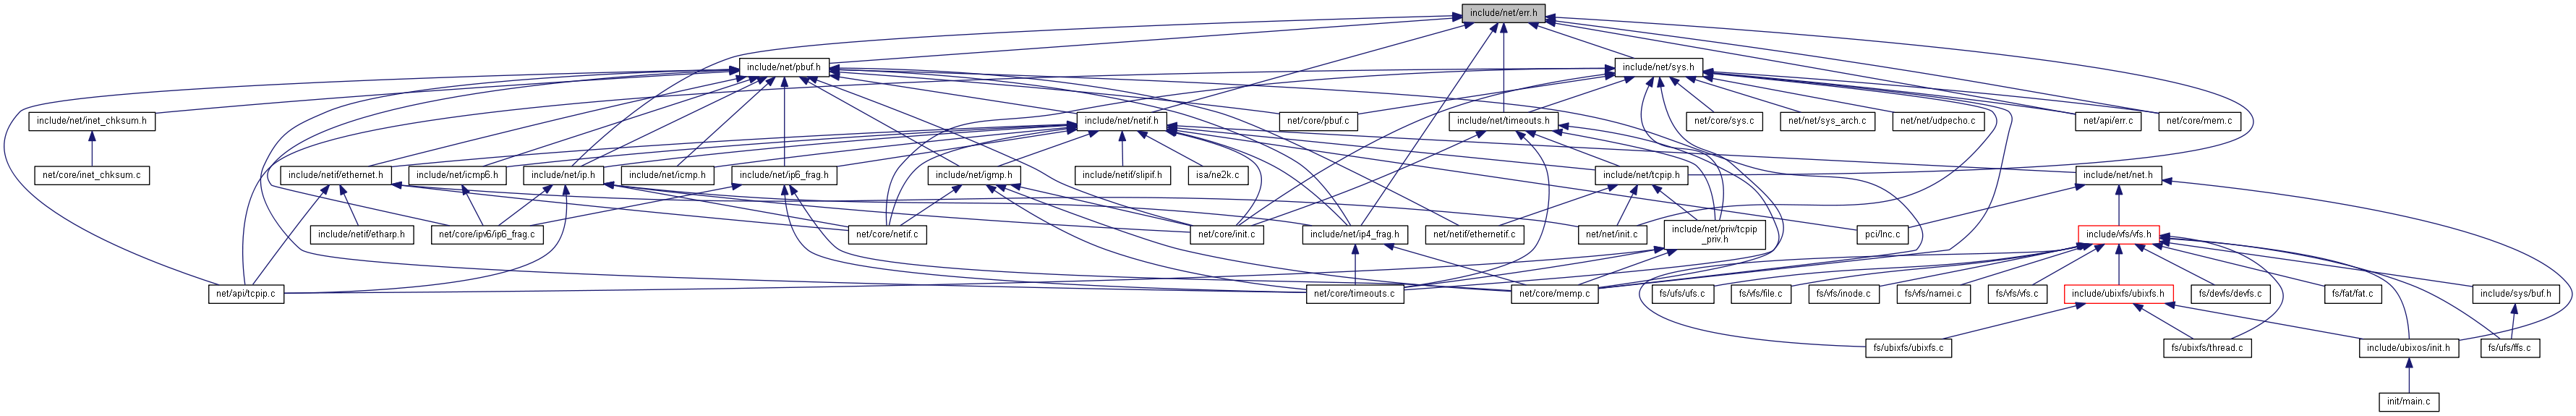 include/net/err.h
include/net/pbuf.h
include/net/sys.h
include/net/inet_chksum.h
include/net/netif.h
net/core/pbuf.c
include/net/timeouts.h
net/core/sys.c
net/net/sys_arch.c
net/net/udpecho.c
net/api/err.c
net/core/mem.c
net/core/inet_chksum.c
include/netif/ethernet.h
include/net/icmp6.h
include/net/ip.h
include/net/icmp.h
include/net/ip6_frag.h
include/net/igmp.h
include/netif/slipif.h
isa/ne2k.c
include/net/tcpip.h
include/net/net.h
include/netif/etharp.h
net/core/ipv6/ip6_frag.c
net/core/netif.c
net/core/init.c
include/net/ip4_frag.h
net/netif/ethernetif.c
net/net/init.c
include/net/priv/tcpip
_priv.h
pci/lnc.c
include/vfs/vfs.h
net/api/tcpip.c
net/core/timeouts.c
net/core/memp.c
fs/ufs/ufs.c
fs/vfs/file.c
fs/vfs/inode.c
fs/vfs/namei.c
fs/vfs/vfs.c
include/ubixfs/ubixfs.h
fs/devfs/devfs.c
fs/fat/fat.c
include/sys/buf.h
fs/ubixfs/ubixfs.c
fs/ubixfs/thread.c
include/ubixos/init.h
fs/ufs/ffs.c
init/main.c